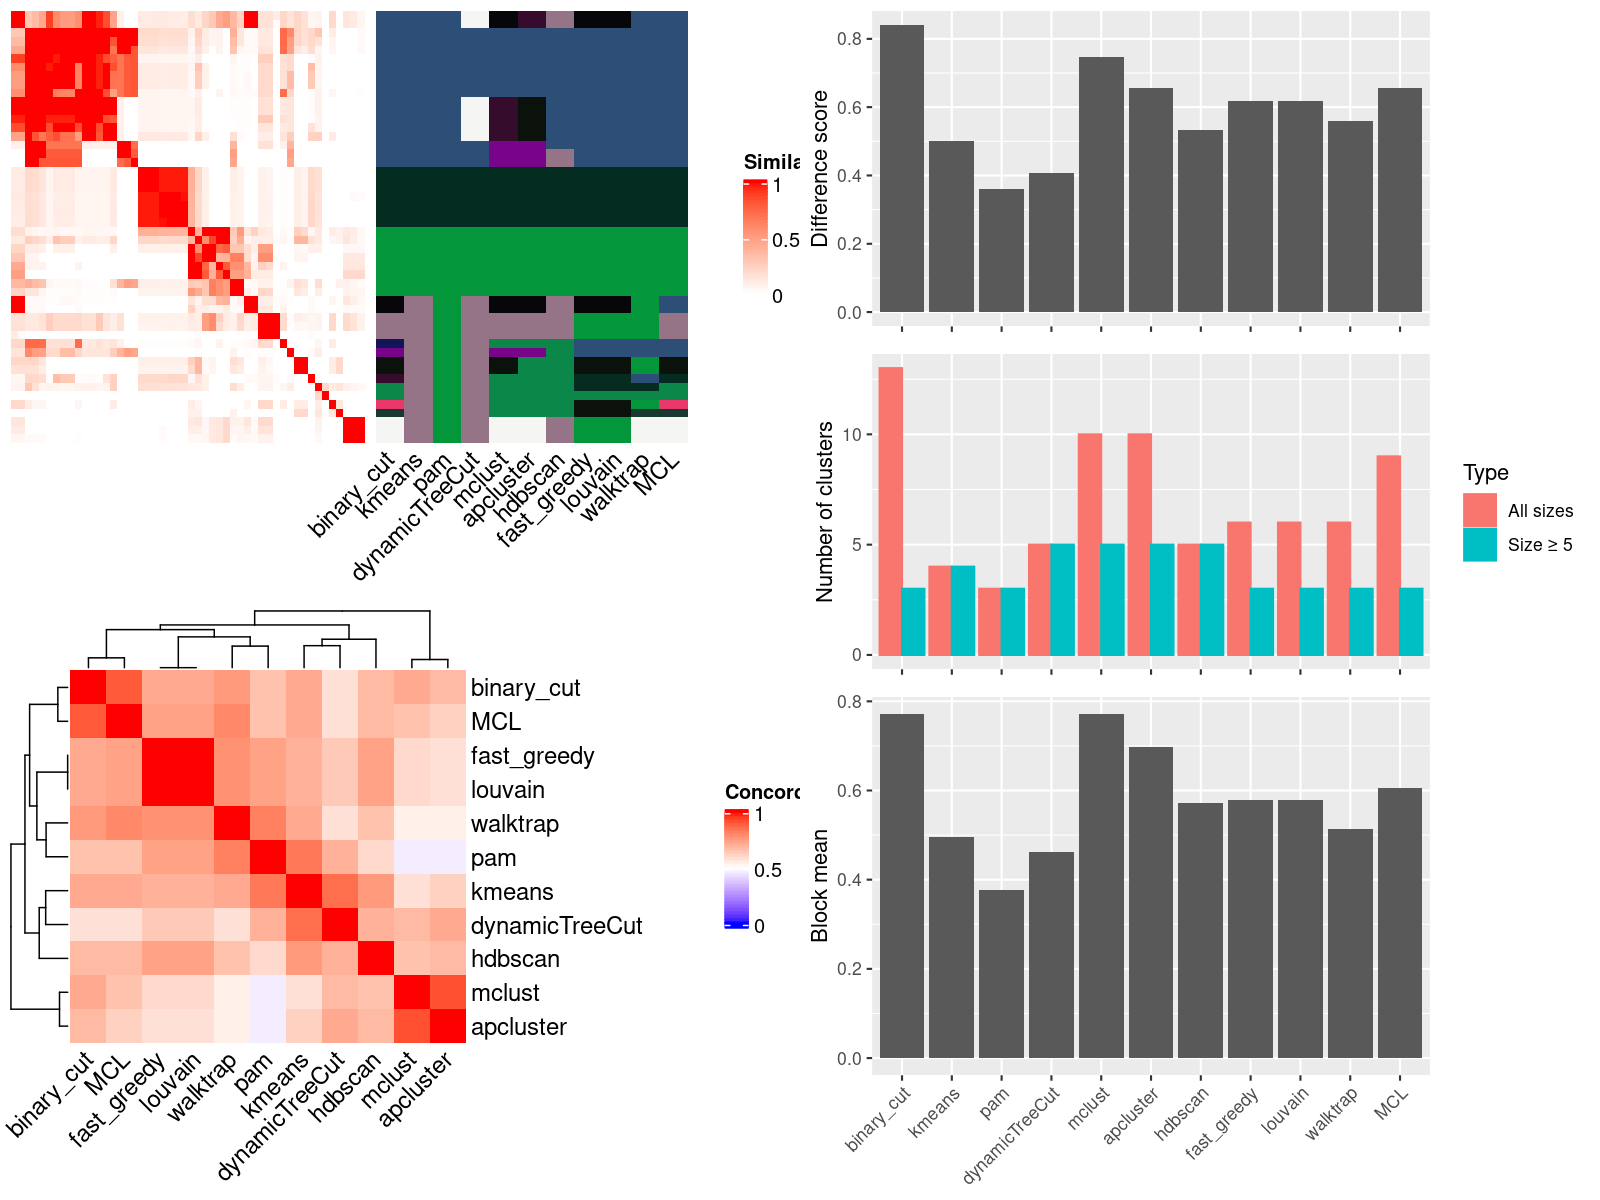 Simila
1
0.5
0
binary_cut
kmeans
pam
dynamicTreeCut
mclust
apcluster
hdbscan
fast_greedy
louvain
walktrap
MCL
binary_cut
MCL
fast_greedy
louvain
walktrap
pam
kmeans
dynamicTreeCut
hdbscan
mclust
apcluster
Concord
1
0.5
0
binary_cut
MCL
fast_greedy
louvain
walktrap
pam
kmeans
dynamicTreeCut
hdbscan
mclust
apcluster
Difference score
0.8
0.6
0.4
0.2
0.0
Number of clusters
10
5
0
Type
All sizes
Size ≥ 5
Block mean
0.8
0.6
0.4
0.2
0.0
binary_cut
kmeans
pam
dynamicTreeCut
mclust
apcluster
hdbscan
fast_greedy
louvain
walktrap
MCL